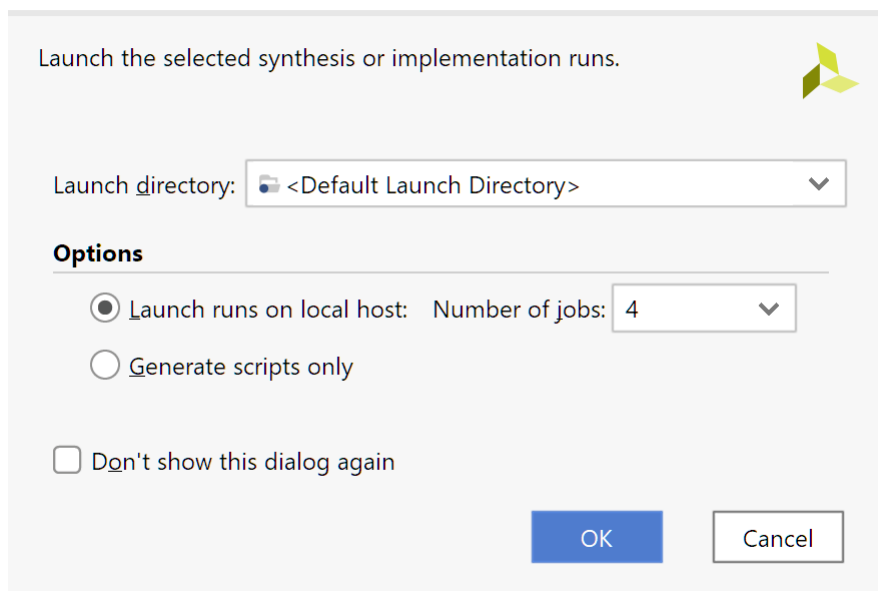 Launch the selected synthesis or implementation runs.
Launch directory: <Default Launch Directory>
Options
Launch runs on local host: Number of jobs: 4
Generate scripts only
Don't show this dialog again
OK Cancel